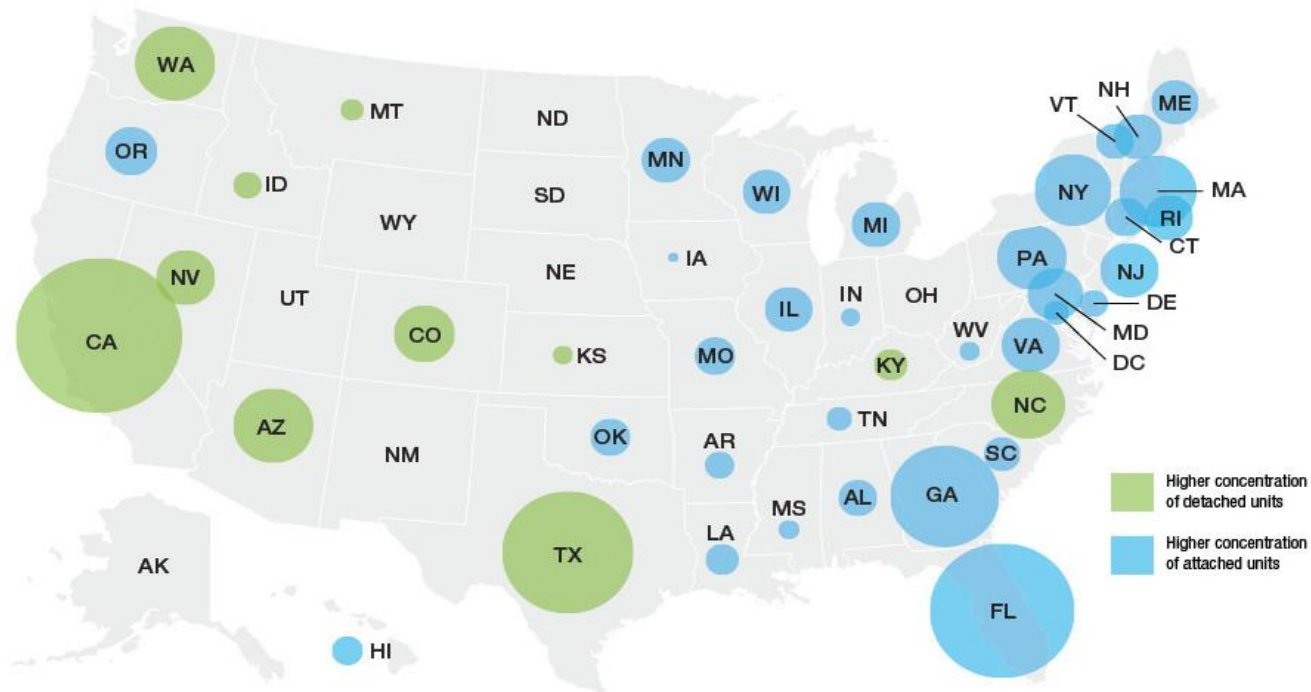 WA
MT
ND
VT
NH
ME
OR
ID
MN
WI
SD
NY
MA
WY
MI
RI
CT
NV
IA
PA
NE
UT
NJ
CA
CO
IL
IN
OH
DE
MD
DC
WV
VA
KS
MO
KY
AZ
NM
OK
AR
TN
NC
SC
TX
LA
MS
AL
GA
Higher concentration
of detached units
Higher concentration
of attached units
AK
HI
FL